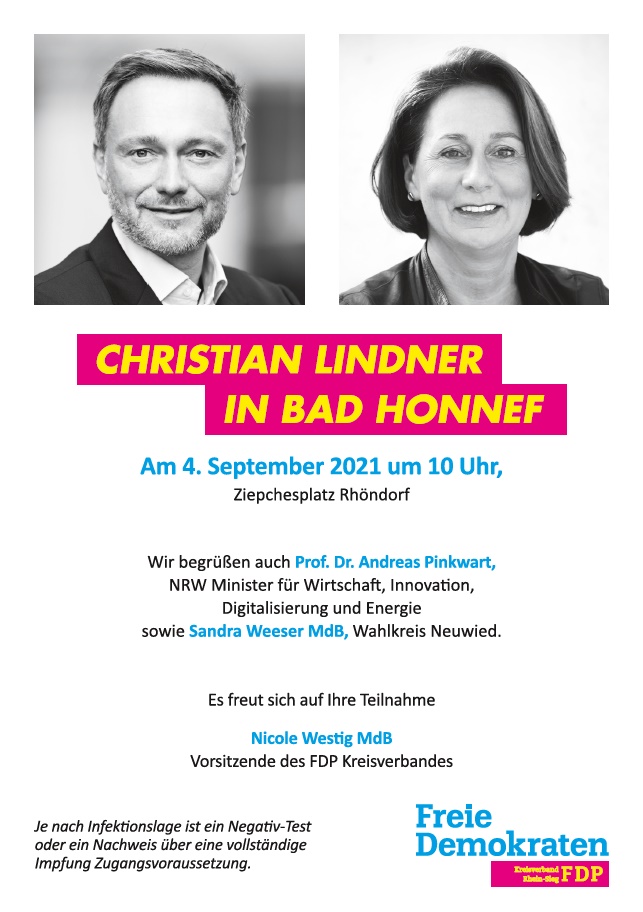 CHRISTIAN LINDNER
IN BAD HONNEF
Am 4. September 2021 um 10 Uhr,
Ziepchesplatz Rhöndorf
Wir begrüßen auch Prof. Dr. Andreas Pinkwart,
NRW Minister für Wirtschaft, Innovation,
Digitalisierung und Energie
sowie Sandra Weeser MdB, Wahlkreis Neuwied.
Es freut sich auf Ihre Teilnahme
Nicole Westig MdB
Vorsitzende des FDP Kreisverbandes
Je nach Infektionslage ist ein Negativ-Test
oder ein Nachweis über eine vollständige
Impfung Zugangsvoraussetzung.
Freie
Demokraten
Kreisverband
Rhein-Sieg FDP